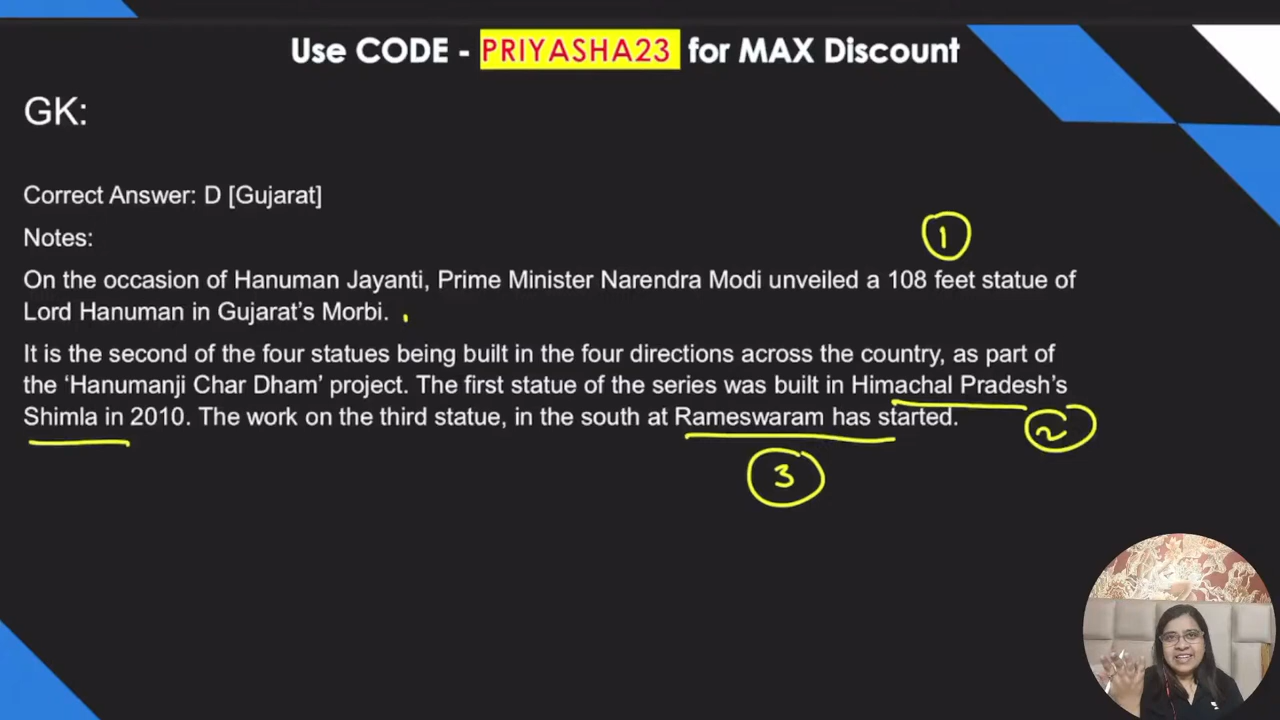 Use CODE - PRIYASHA23 for MAX Discount
GK:
Correct Answer: D [Gujarat]
Notes:
1
On the occasion of Hanuman Jayanti, Prime Minister Narendra Modi unveiled a 108 feet statue of
Lord Hanuman in Gujarat’s Morbi.
It is the second of the four statues being built in the four directions across the country, as part of
the ‘Hanumanji Char Dham’ project. The first statue of the series was built in Himachal Pradesh’s
Shimla in 2010. The work on the third statue, in the south at Rameswaram has started.
2
3